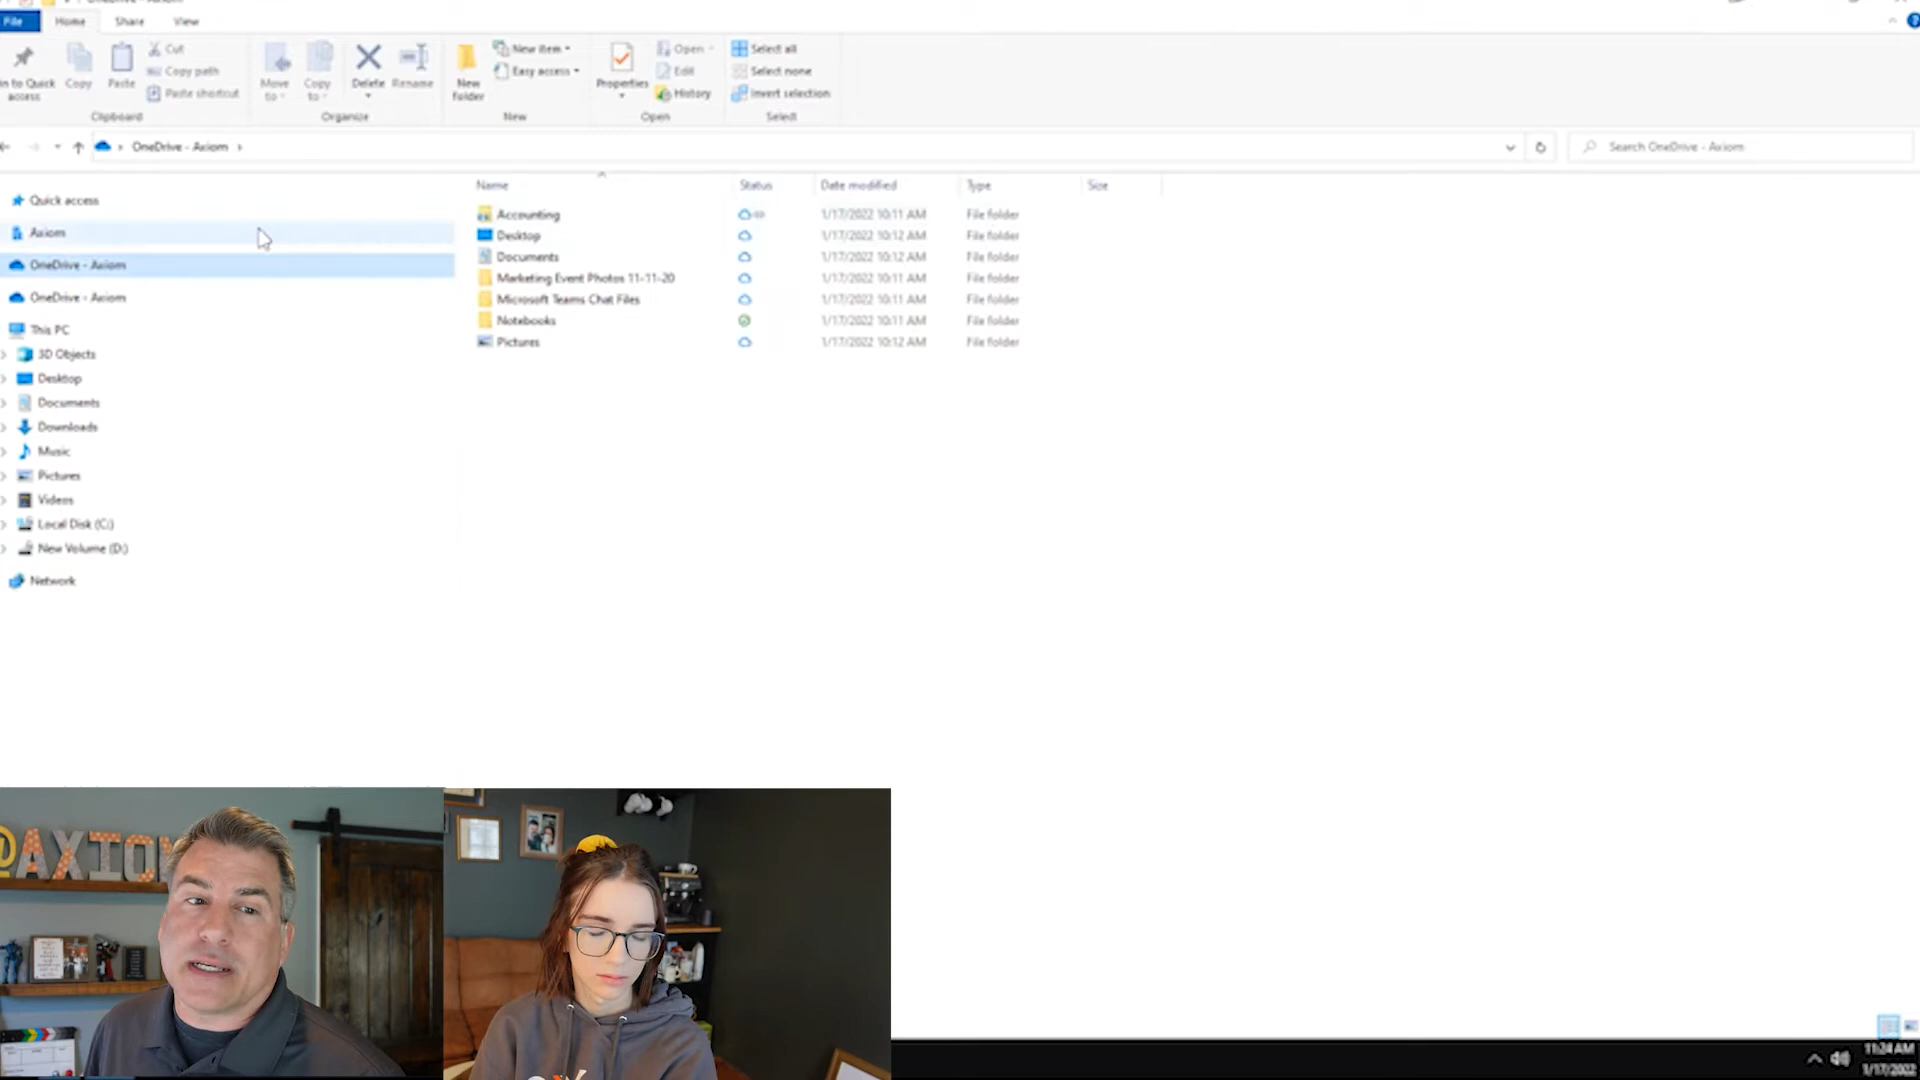 File Home Share View
Cut
Copy path
Paste shortcut
Copy
Paste
in to Quick access
Clipboard
Move to
Copy to
Delete
Rename
Organize
New folder
New item
Easy access
New
Properties
Open
Edit
History
Open
Select all
Select none
Invert selection
Select
OneDrive - Axiom
Search OneDrive - Axiom
Quick access
Axiom
OneDrive - Axiom
OneDrive - Axiom
This PC
3D Objects
Desktop
Documents
Downloads
Music
Pictures
Videos
Local Disk (C:)
New Volume (D:)
Network
Name Status Date modified Type Size
Accounting 1/17/2022 10:11 AM File folder
Desktop 1/17/2022 10:12 AM File folder
Documents 1/17/2022 10:12 AM File folder
Marketing Event Photos 11-11-20 1/17/2022 10:11 AM File folder
Microsoft Teams Chat Files 1/17/2022 10:11 AM File folder
Notebooks 1/17/2022 10:11 AM File folder
Pictures 1/17/2022 10:12 AM File folder
@AXIO
11:24 AM
1/17/2022